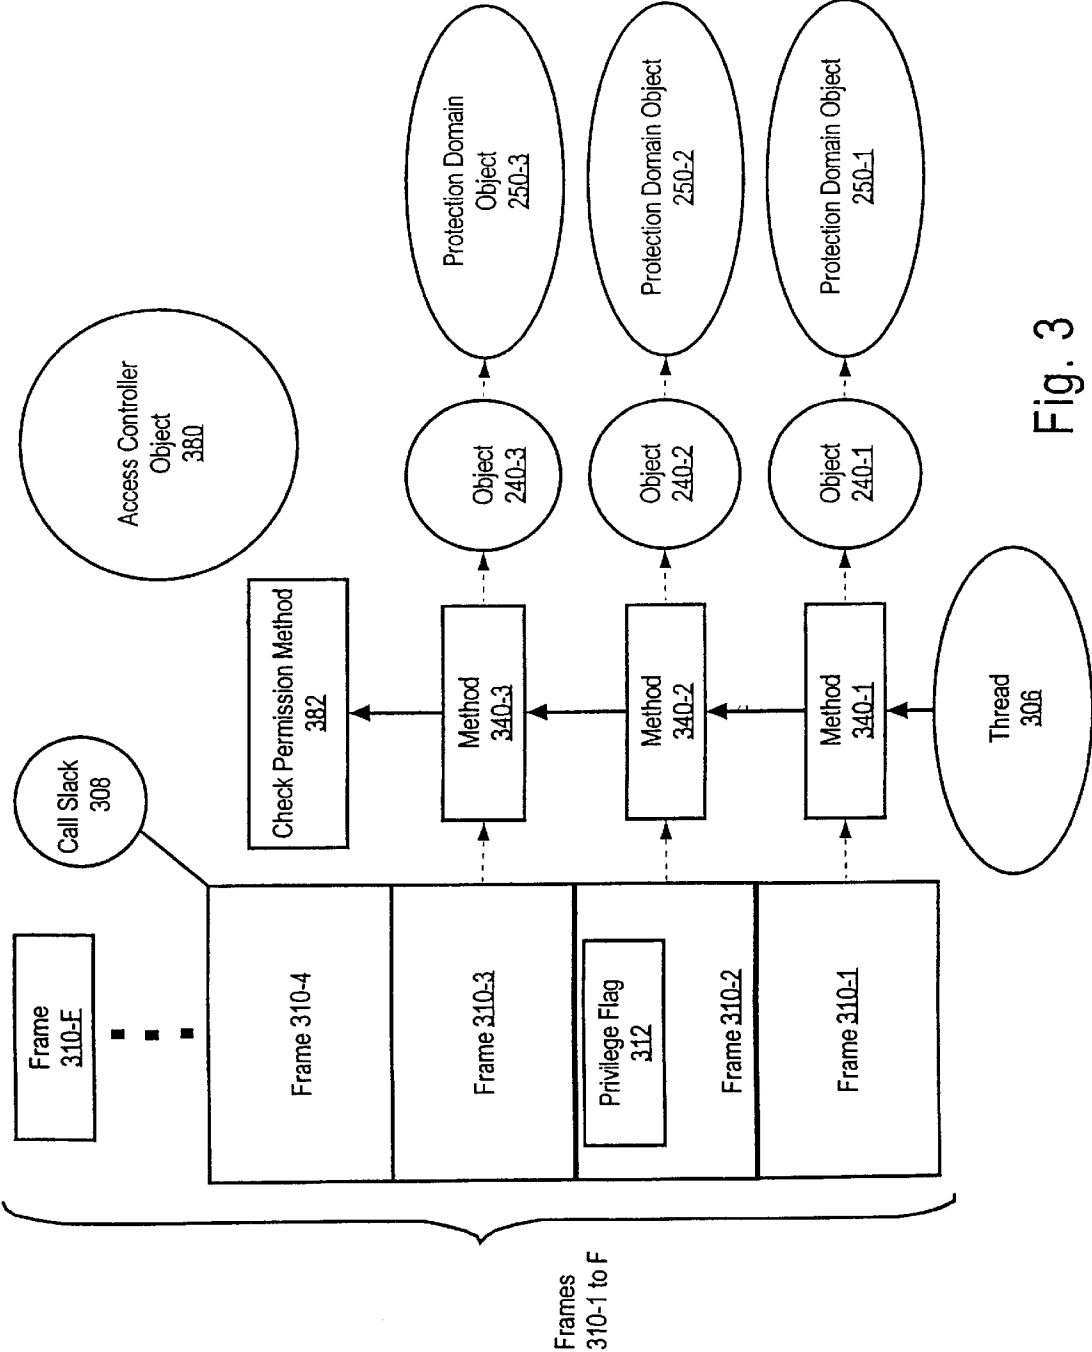 Frame
310-F
Call Slack
308
Access Controller
Object
380
Check Permission Method
382
Frame 310-4
Frame 310-3
Method
340-3
Object
240-3
Protection Domain
Object
250-3
Frames
310-1 to F
Privilege Flag
312
Frame 310-2
Method
340-2
Object
240-2
Protection Domain Object
250-2
Frame 310-1
Method
340-1
Object
240-1
Protection Domain Object
250-1
Thread
306
Fig. 3